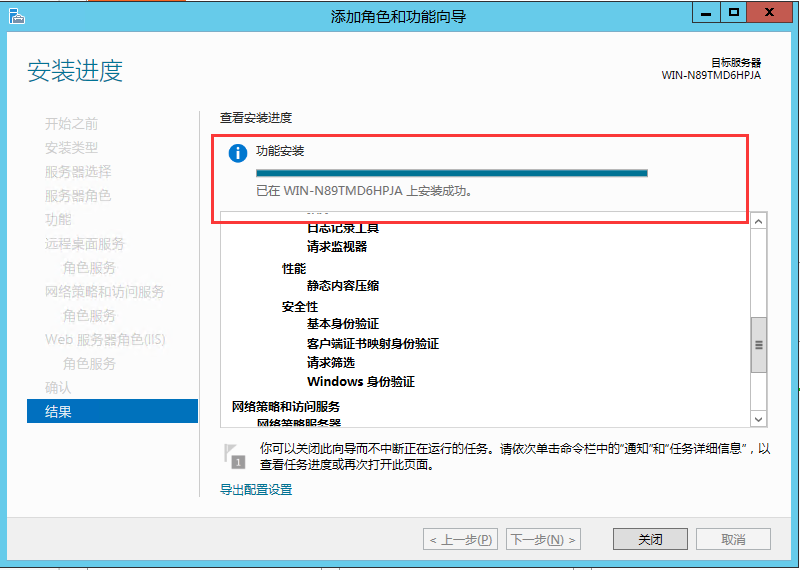 添加角色和功能向导
安装进度
目标服务器
WIN-N89TMD6HPJA
开始之前
安装类型
服务器选择
服务器角色
功能
远程桌面服务
角色服务
网络策略和访问服务
角色服务
Web 服务器角色(IIS)
角色服务
确认
结果
查看安装进度
功能安装
已在 WIN-N89TMD6HPJA 上安装成功。
日志记录工具
请求监视器
性能
静态内容压缩
安全性
基本身份验证
客户端证书映射身份验证
请求筛选
Windows 身份验证
网络策略和访问服务
网络策略服务器
1
你可以关闭此向导而不中断正在运行的任务。请依次单击命令栏中的“通知”和“任务详细信息”，以
查看任务进度或再次打开此页面。
导出配置设置
< 上一步(P)
下一步(N) >
关闭
取消